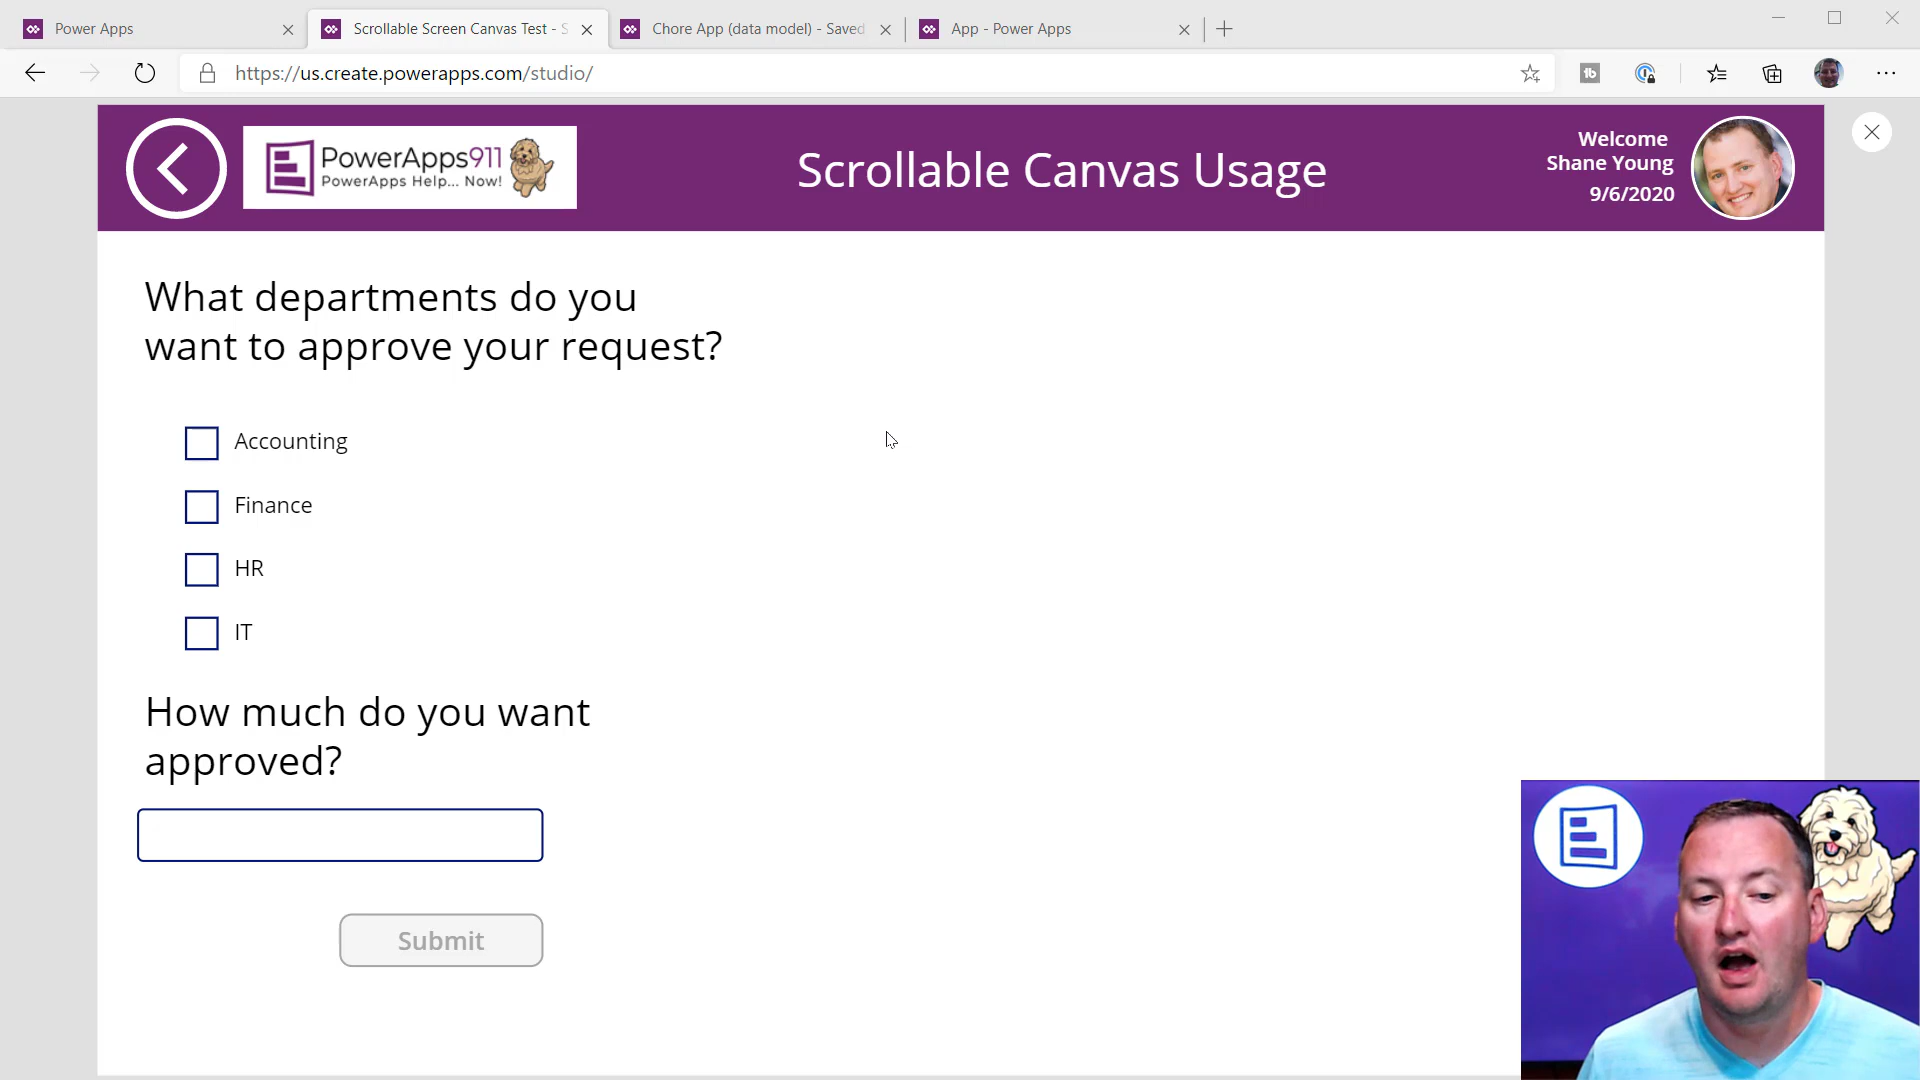 Power Apps
Scrollable Screen Canvas Test - S
Chore App (data model) - Saved
App - Power Apps
https://us.create.powerapps.com/studio/
tb
PowerApps911
PowerApps Help... Now!
Scrollable Canvas Usage
Welcome
Shane Young
9/6/2020
What departments do you
want to approve your request?
Accounting
Finance
HR
IT
How much do you want
approved?
Submit